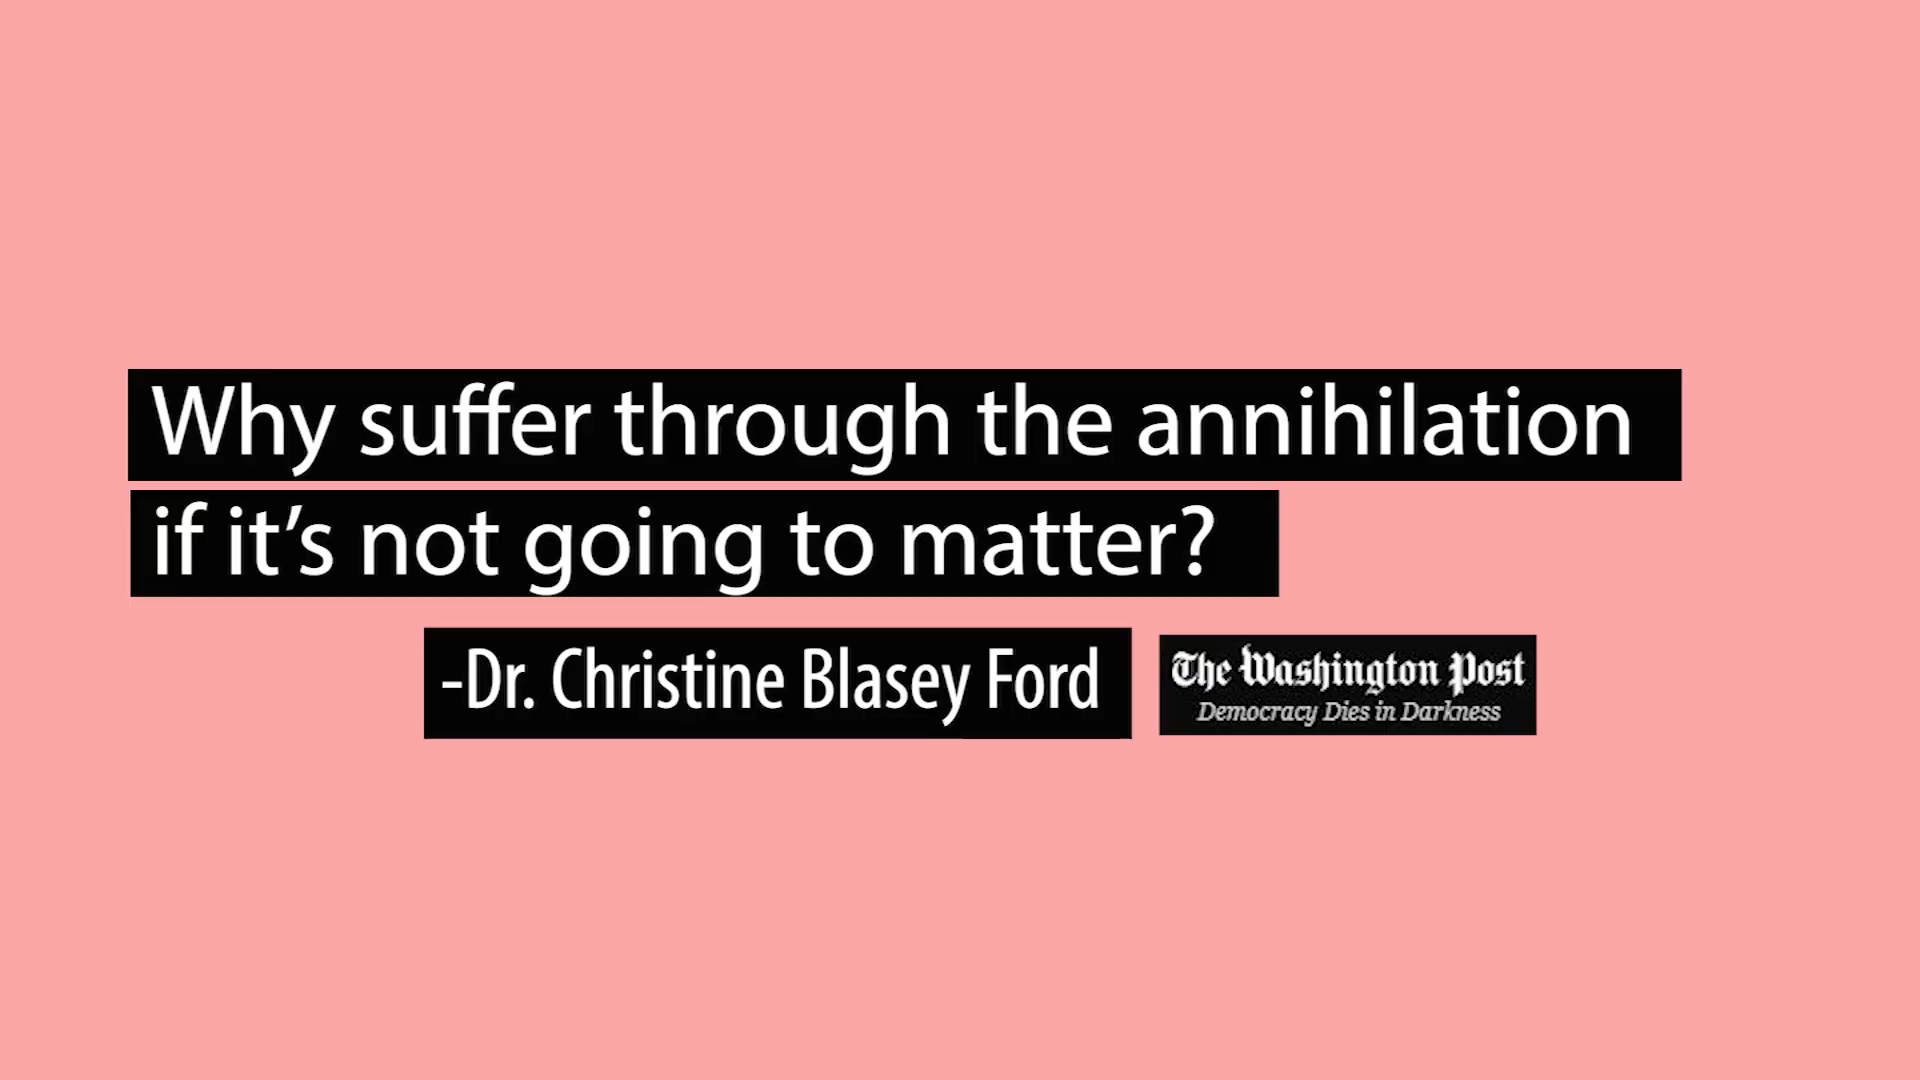 Why suffer through the annihilation
if it’s not going to matter?
-Dr. Christine Blasey Ford
The Washington Post
Democracy Dies in Darkness